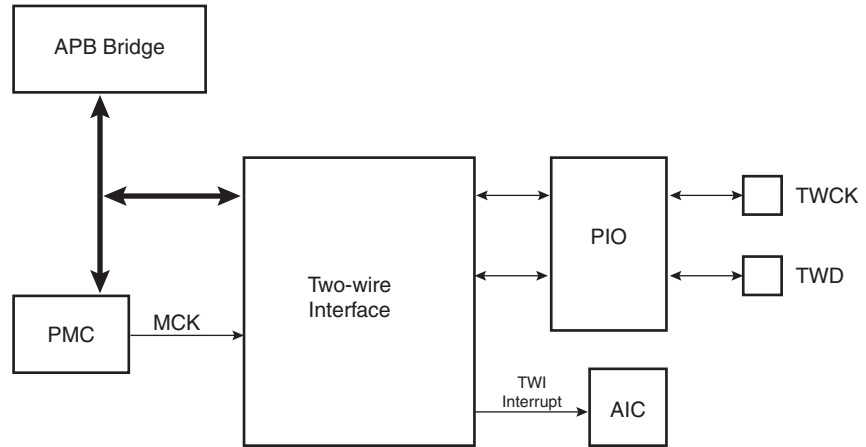 APB Bridge
PMC
MCK
Two-wire
Interface
PIO
TWCK
TWD
TWI
Interrupt
AIC